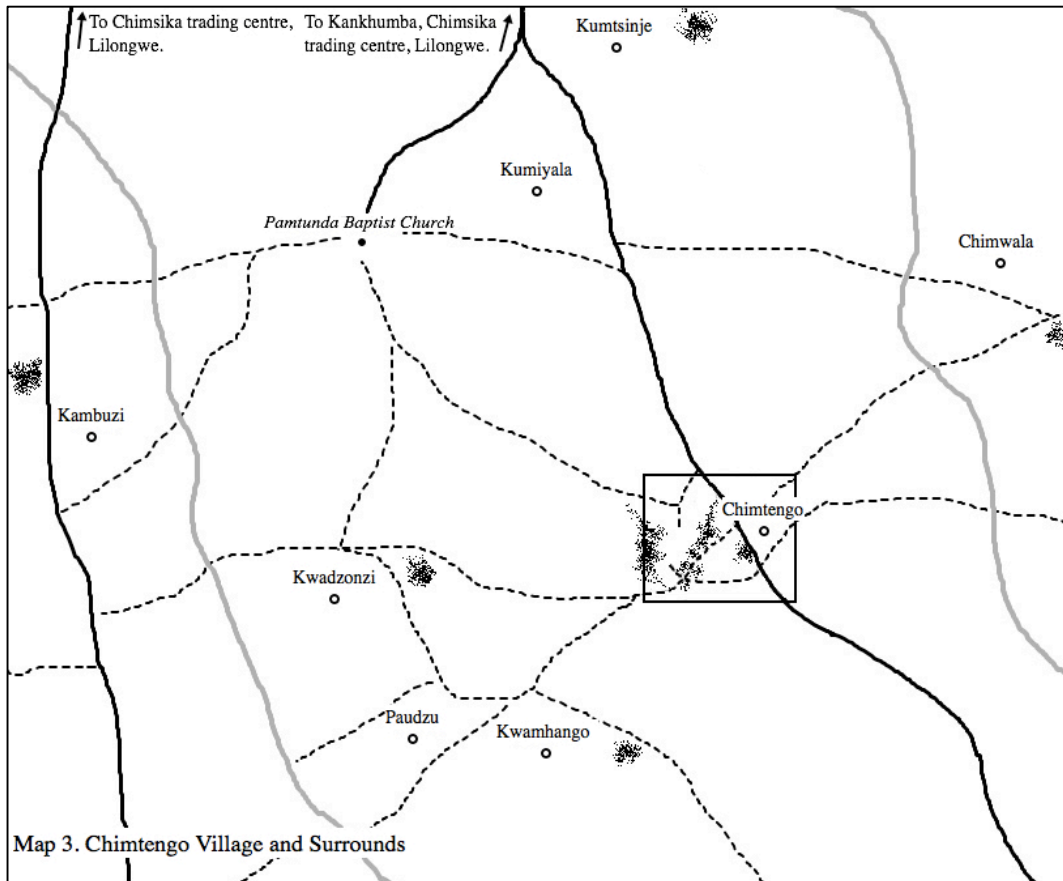 To Chimsika trading centre,
Lilongwe.
To Kankhumba, Chimsika
trading centre, Lilongwe.
Kumtsinje
Kumiyala
Pamtunda Baptist Church
Chimwala
Kambuzi
Chimtengo
Kwadzonzi
Paudzu
Kwamhango
Map 3. Chimtengo Village and Surrounds